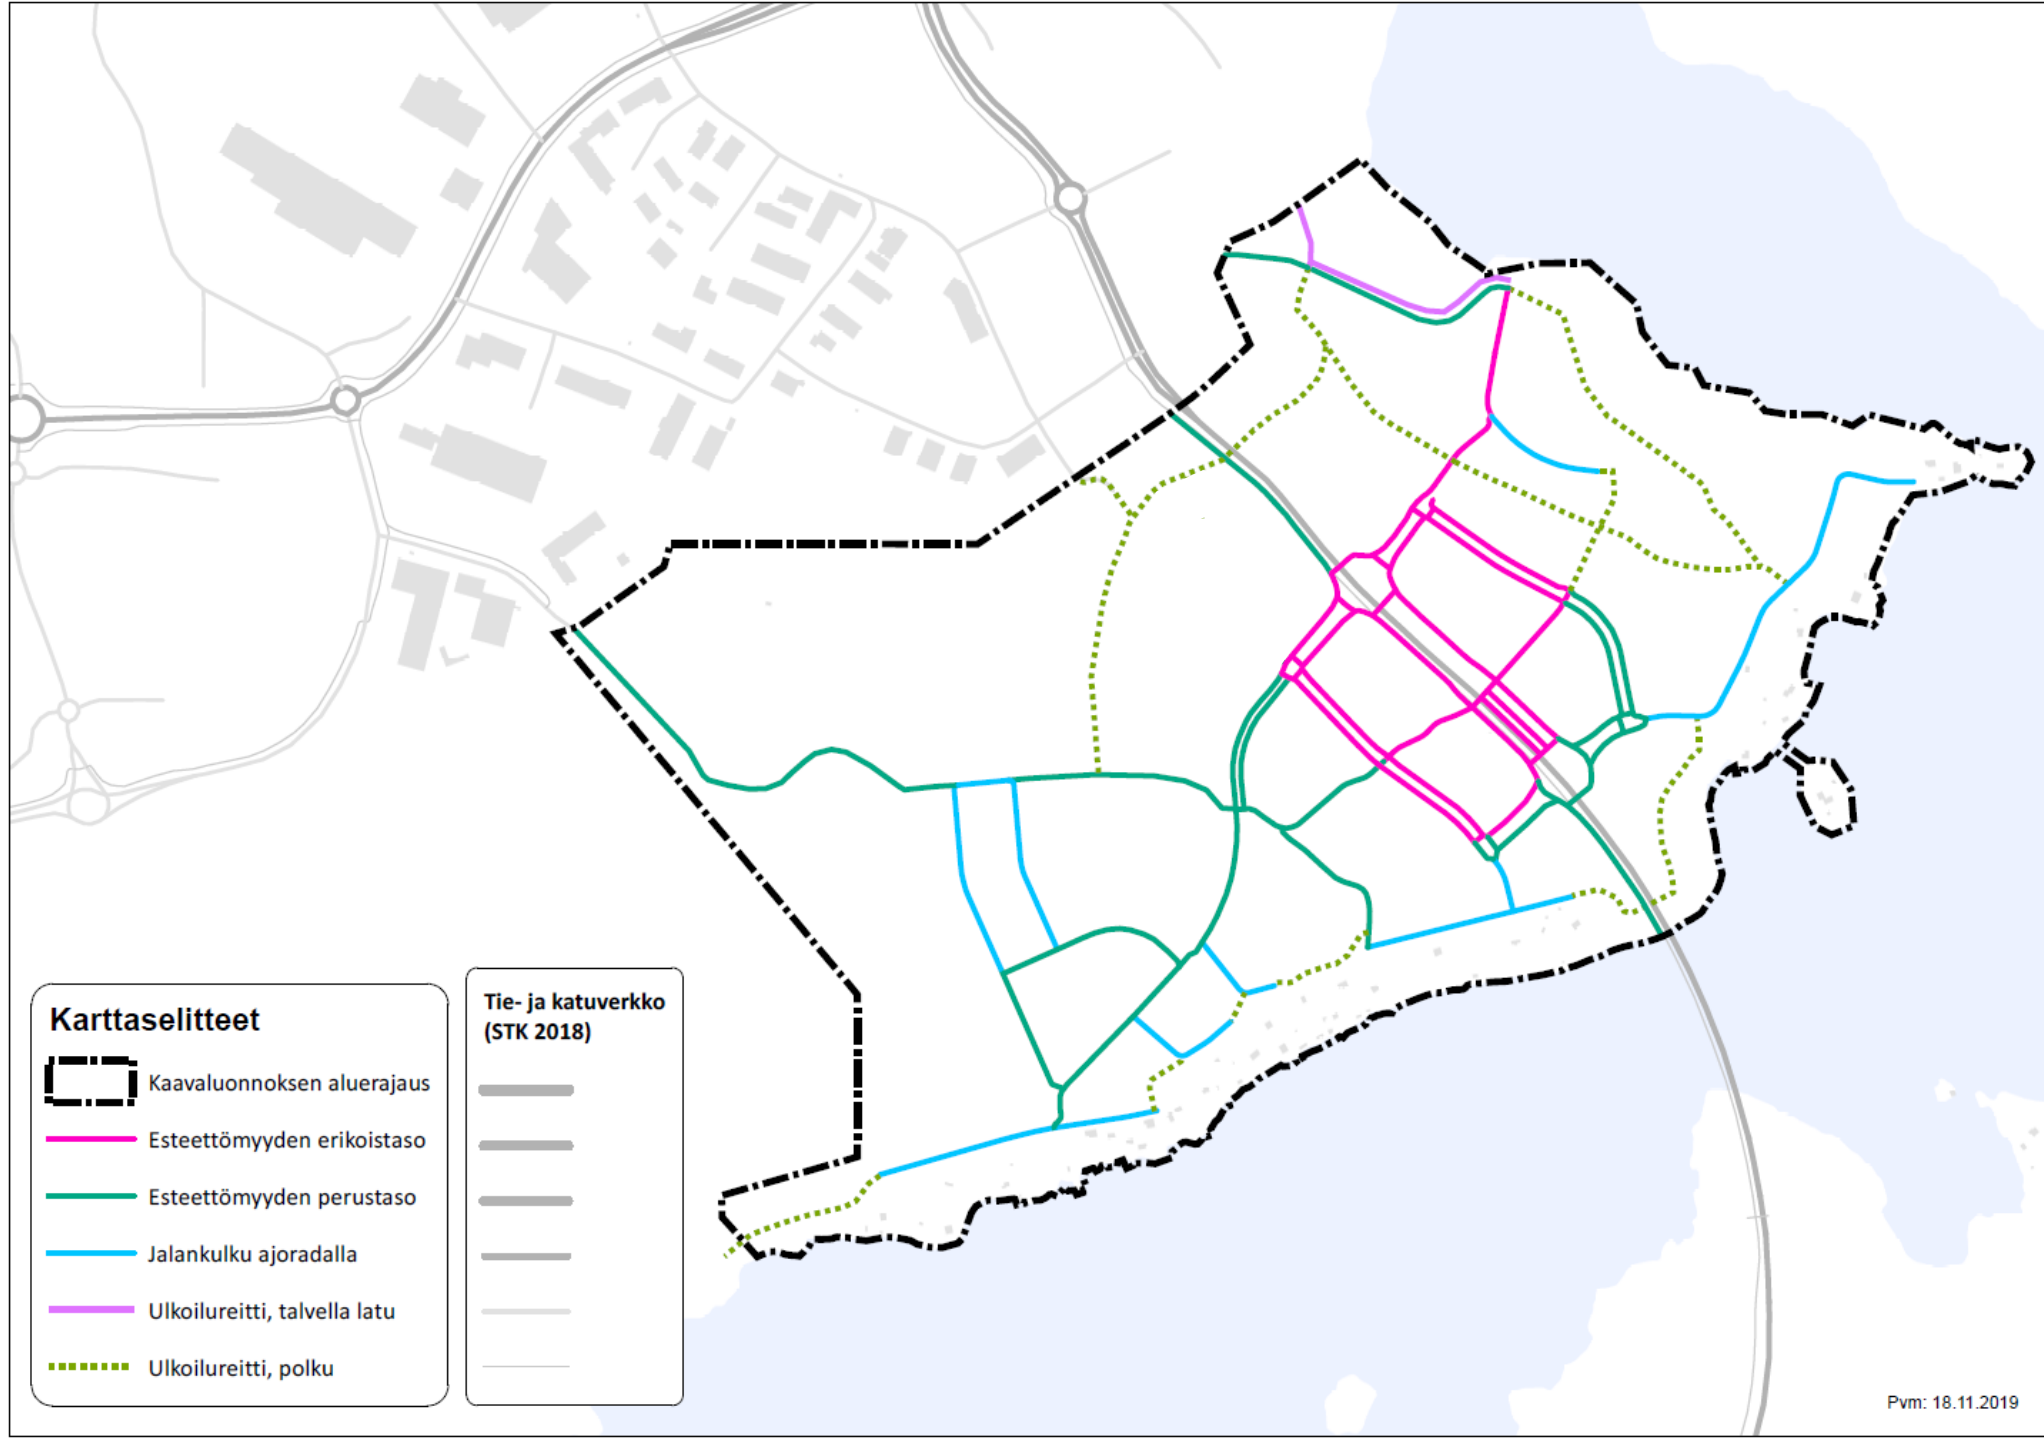 Karttaselitteet
Kaavaluonnoksen aluerajaus
Esteettömyyden erikoistaso
Esteettömyyden perustaso
Jalankulku ajoradalla
Ulkoilureitti, talvella latu
Ulkoilureitti, polku
Tie- ja katuverkko
(STK 2018)
Pvm: 18.11.2019